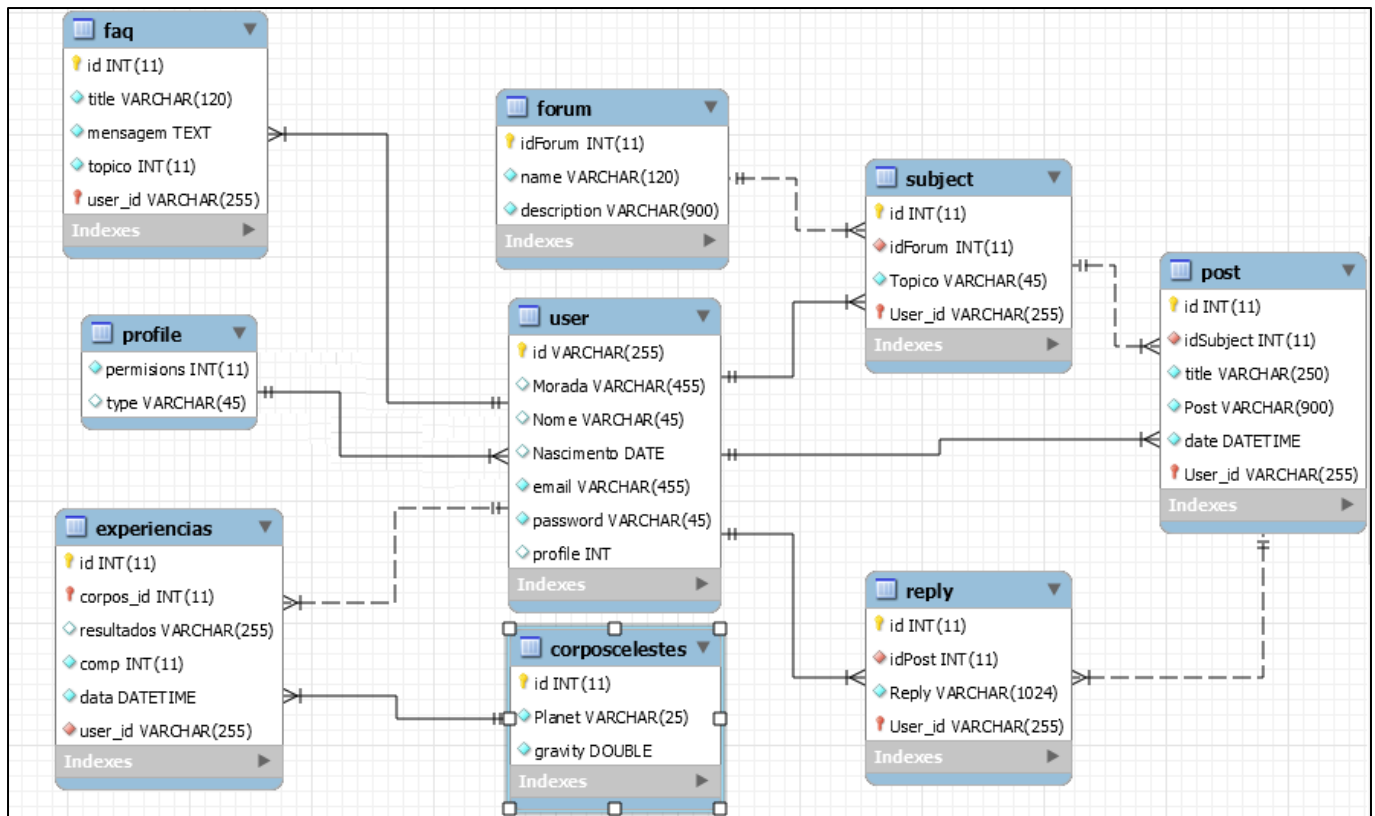 faq
id INT(11)
title VARCHAR(120)
mensagem TEXT
topico INT(11)
user_id VARCHAR(255)
Indexes
forum
idForum INT(11)
name VARCHAR(120)
description VARCHAR(900)
Indexes
subject
id INT(11)
idForum INT(11)
Topico VARCHAR(45)
User_id VARCHAR(255)
Indexes
post
id INT(11)
idSubject INT(11)
title VARCHAR(250)
Post VARCHAR(900)
date DATETIME
User_id VARCHAR(255)
Indexes
profile
permisions INT(11)
type VARCHAR(45)
user
id VARCHAR(255)
Morada VARCHAR(455)
Nome VARCHAR(45)
Nascimento DATE
email VARCHAR(455)
password VARCHAR(45)
profile INT
Indexes
experiencias
id INT(11)
corpos_id INT(11)
resultados VARCHAR(255)
comp INT(11)
data DATETIME
user_id VARCHAR(255)
Indexes
corposcelestes
id INT(11)
Planet VARCHAR(25)
gravity DOUBLE
Indexes
reply
id INT(11)
idPost INT(11)
Reply VARCHAR(1024)
User_id VARCHAR(255)
Indexes